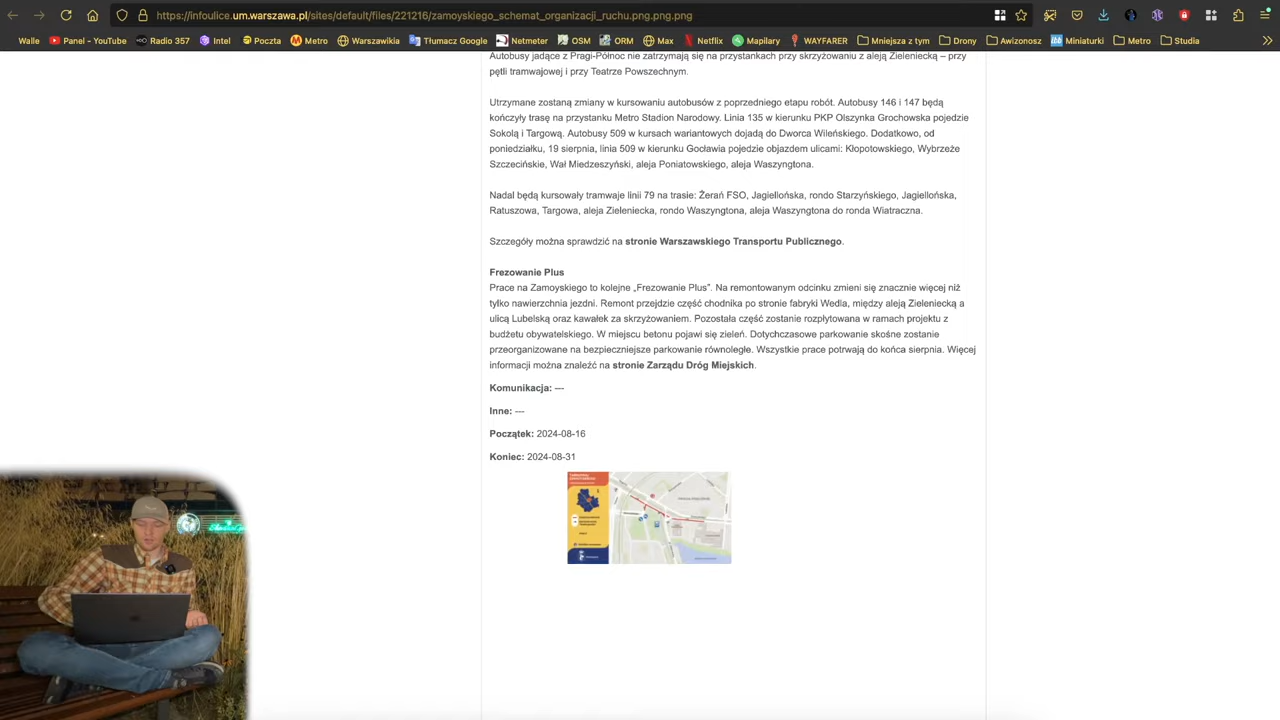 https://infoulice.um.warszawa.pl/sites/default/files/221216/zamoyskiego_schemat_organizacji_ruchu.png.png.png
Walle Panel - YouTube Radio 357 Intel Poczta Metro Warszawikia Tłumacz Google Netmeter OSM ORM Max Netflix Mapilary WAYFARER Mniejsza z tym Drony Awizonosz Miniaturki Metro Studia
Autobusy jadące z Pragi-Północ nie zatrzymają się na przystankach przy skrzyżowaniu z aleją Zieleniecką – przy
pętli tramwajowej i przy Teatrze Powszechnym.
Utrzymane zostaną zmiany w kursowaniu autobusów z poprzedniego etapu robót. Autobusy 146 i 147 będą
kończyły trasę na przystanku Metro Stadion Narodowy. Linia 135 w kierunku PKP Olszynka Grochowska pojedzie
Sokolą i Targową. Autobusy 509 w kursach wariantowych dojadą do Dworca Wileńskiego. Dodatkowo, od
poniedziałku, 19 sierpnia, linia 509 w kierunku Gocławia pojedzie objazdem ulicami: Kłopotowskiego, Wybrzeże
Szczecińskie, Wał Miedzeszyński, aleja Poniatowskiego, aleja Waszyngtona.
Nadal będą kursowały tramwaje linii 79 na trasie: Żerań FSO, Jagiellońska, rondo Starzyńskiego, Jagiellońska,
Ratuszowa, Targowa, aleja Zieleniecka, rondo Waszyngtona, aleja Waszyngtona do ronda Wiatraczna.
Szczegóły można sprawdzić na stronie Warszawskiego Transportu Publicznego.
Frezowanie Plus
Prace na Zamoyskiego to kolejne „Frezowanie Plus”. Na remontowanym odcinku zmieni się znacznie więcej niż
tylko nawierzchnia jezdni. Remont przejdzie część chodnika po stronie fabryki Wedla, między aleją Zieleniecką a
ulicą Lubelską oraz kawałek za skrzyżowaniem. Pozostała część zostanie rozpłytowana w ramach projektu z
budżetu obywatelskiego. W miejscu betonu pojawi się zieleń. Dotychczasowe parkowanie skośne zostanie
przeorganizowane na bezpieczniejsze parkowanie równoległe. Wszystkie prace potrwają do końca sierpnia. Więcej
informacji można znaleźć na stronie Zarządu Dróg Miejskich.
Komunikacja: ---
Inne: ---
Początek: 2024-08-16
Koniec: 2024-08-31